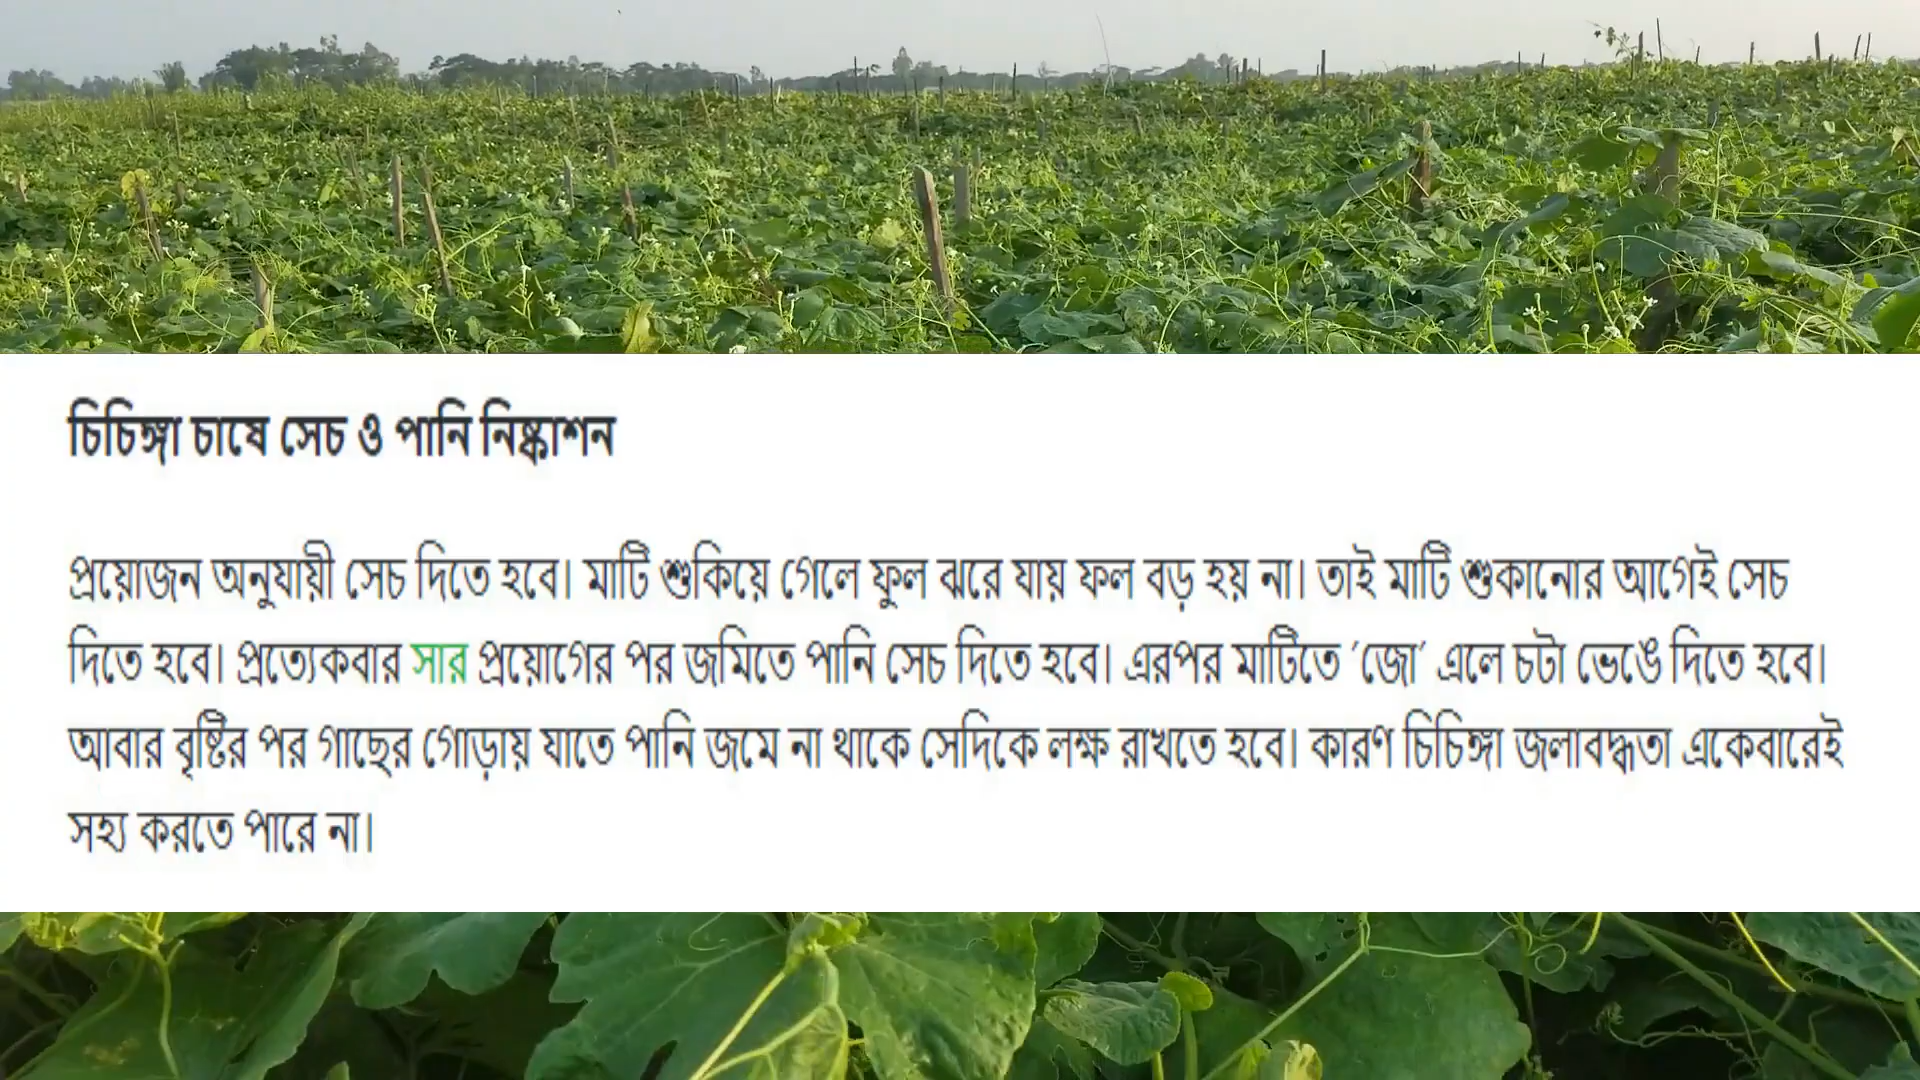 চিচিঙ্গা চাষে সেচ ও পানি নিষ্কাশন
প্রয়োজন অনুযায়ী সেচ দিতে হবে। মাটি শুকিয়ে গেলে ফুল ঝরে যায় ফল বড় হয় না। তাই মাটি শুকানোর আগেই সেচ
দিতে হবে। প্রত্যেকবার সার প্রয়োগের পর জমিতে পানি সেচ দিতে হবে। এরপর মাটিতে ‘জো’ এলে চটা ভেঙে দিতে হবে।
আবার বৃষ্টির পর গাছের গোড়ায় যাতে পানি জমে না থাকে সেদিকে লক্ষ রাখতে হবে। কারণ চিচিঙ্গা জলাবদ্ধতা একেবারেই
সহ্য করতে পারে না।